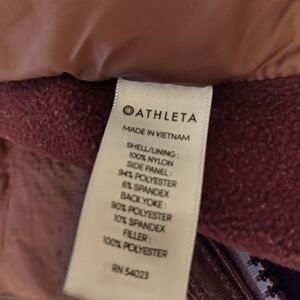 ATHLETA
MADE IN VIETNAM
SHELL/LINING :
100% NYLON
SIDE PANEL :
94% POLYESTER
6% SPANDEX
BACK YOKE :
90% POLYESTER
10% SPANDEX
FILLER :
100% POLYESTER
RN 54023